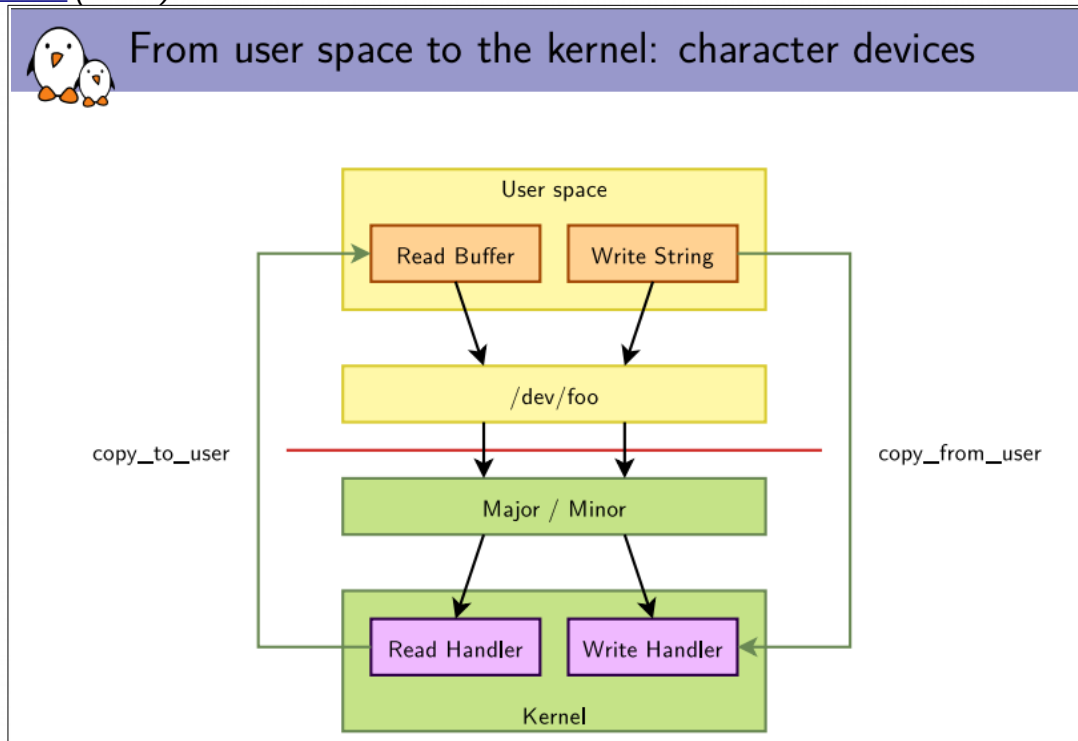 From user space to the kernel: character devices
User space
Read Buffer Write String
/dev/foo
copy_to_user copy_from_user
Major / Minor
Read Handler Write Handler
Kernel